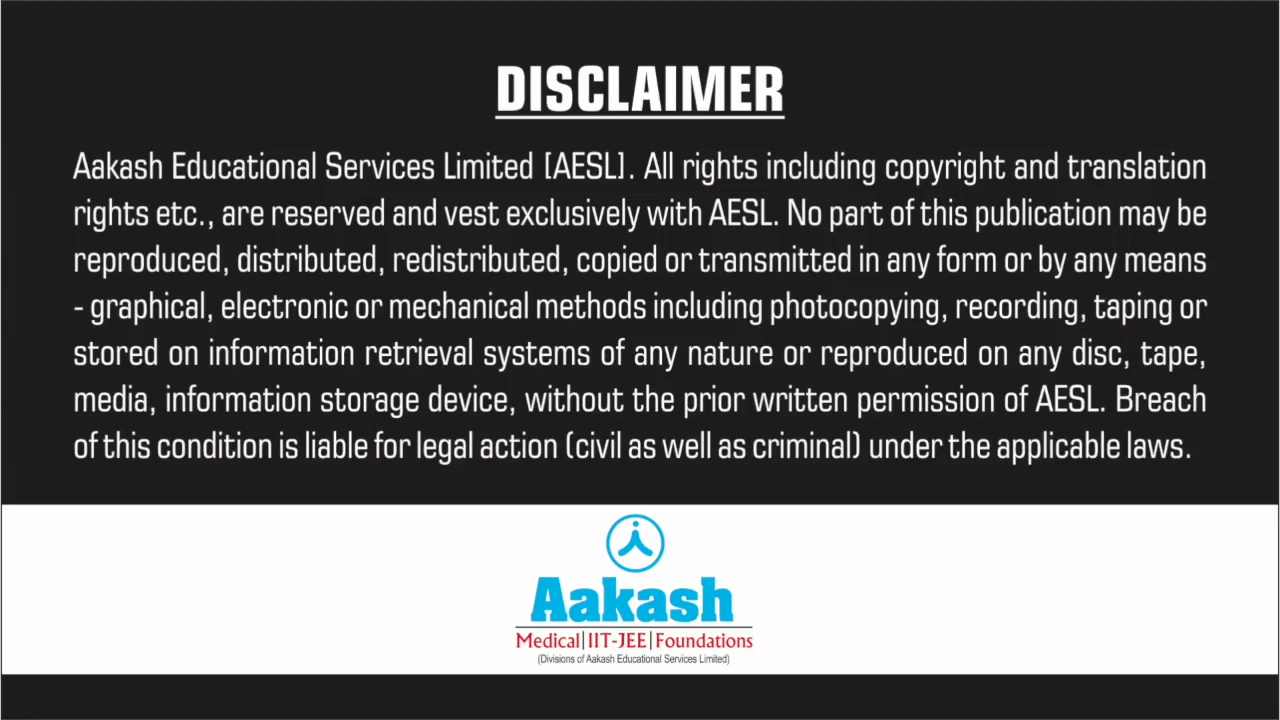 DISCLAIMER
Aakash Educational Services Limited [AESL]. All rights including copyright and translation
rights etc., are reserved and vest exclusively with AESL. No part of this publication may be
reproduced, distributed, redistributed, copied or transmitted in any form or by any means
- graphical, electronic or mechanical methods including photocopying, recording, taping or
stored on information retrieval systems of any nature or reproduced on any disc, tape,
media, information storage device, without the prior written permission of AESL. Breach
of this condition is liable for legal action (civil as well as criminal) under the applicable laws.
Aakash
Medical|IIT-JEE|Foundations
(Divisions of Aakash Educational Services Limited)